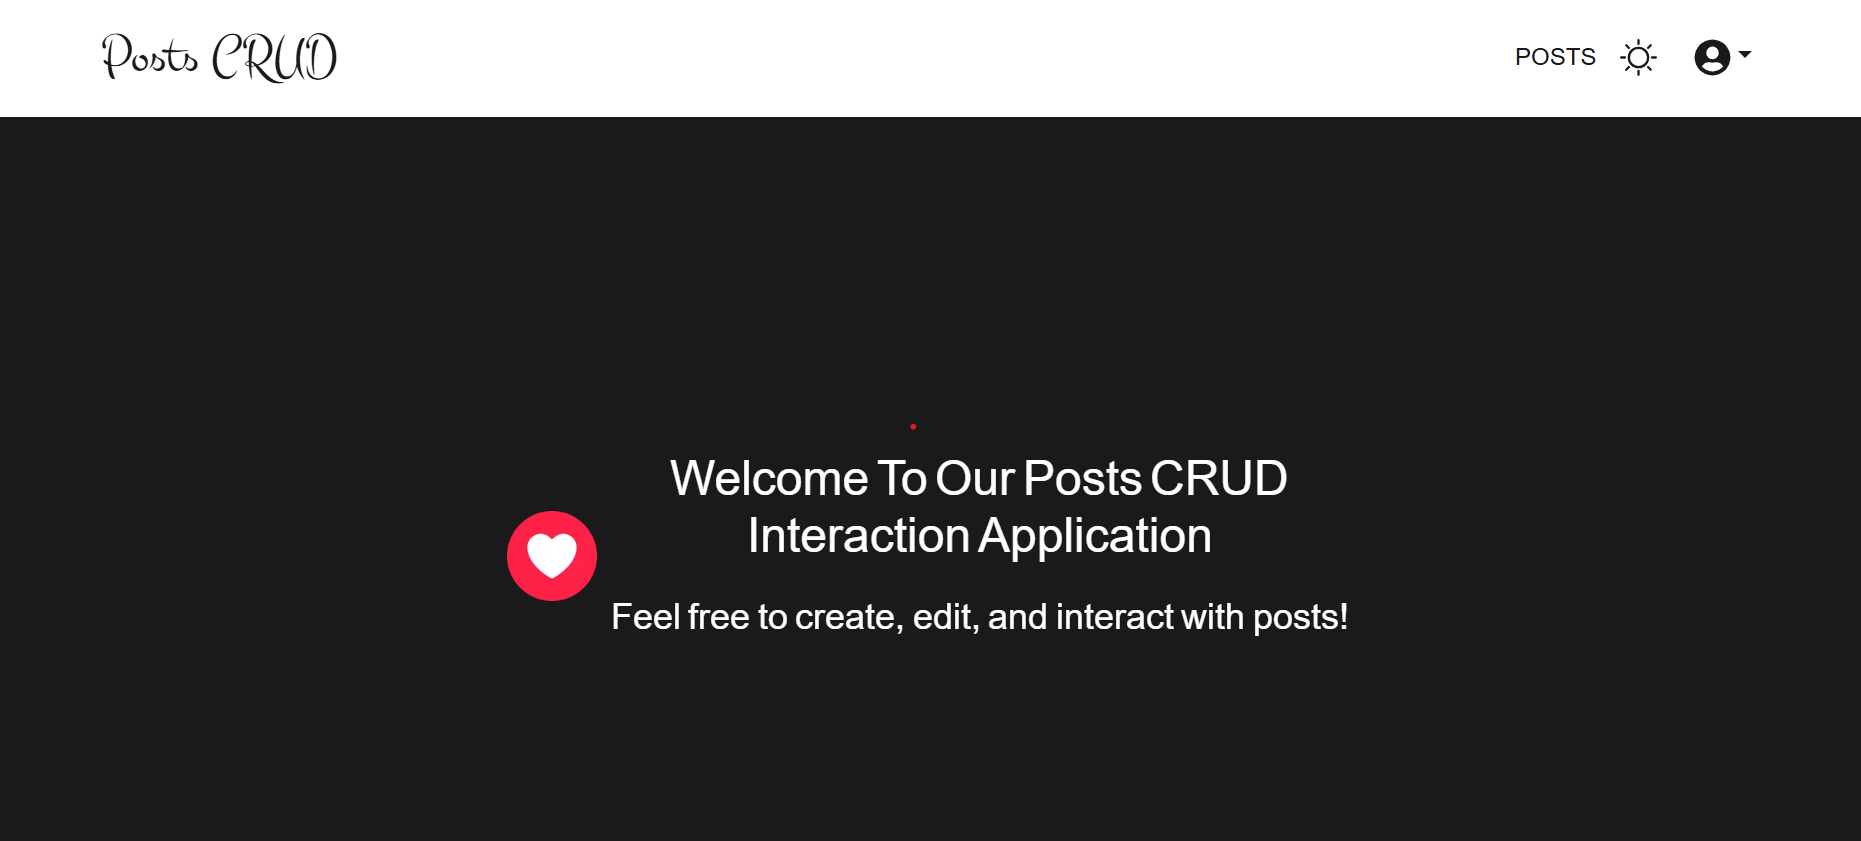 Posts CRUD
POSTS
Welcome To Our Posts CRUD
Interaction Application
Feel free to create, edit, and interact with posts!